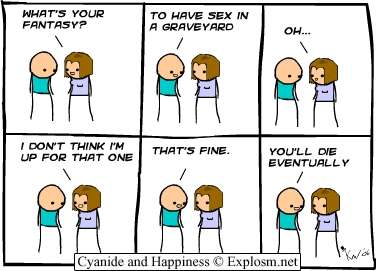 WHAT'S YOUR
FANTASY?
TO HAVE SEX IN
A GRAVEYARD
OH...
I DON'T THINK I'M
UP FOR THAT ONE
THAT'S FINE.
YOU'LL DIE
EVENTUALLY
Cyanide and Happiness © Explosm.net